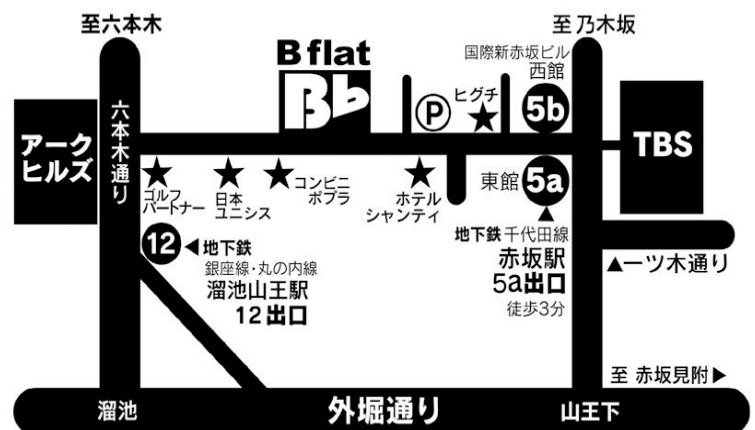 至六本木
至乃木坂
B flat
Bb
国際新赤坂ビル
西館
5b
P
ヒグチ
アーク
ヒルズ
六本木通り
TBS
ゴルフ
パートナー
日本
ユニシス
コンビニ
ポプラ
ホテル
シャンティ
東館
5a
12
◀地下鉄
銀座線・丸の内線
溜池山王駅
12出口
地下鉄 千代田線
赤坂駅
5a出口
徒歩3分
▲一ツ木通り
至 赤坂見附▶
溜池
外堀通り
山王下